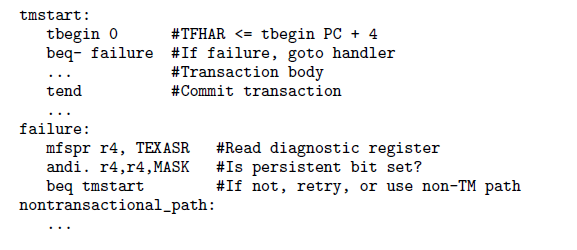 tmstart:
tbegin 0 #TFHAR <= tbegin PC + 4
beq- failure #If failure, goto handler
... #Transaction body
tend #Commit transaction
...
failure:
mfspr r4, TEXASR #Read diagnostic register
andi. r4,r4,MASK #Is persistent bit set?
beq tmstart #If not, retry, or use non-TM path
nontransactional_path:
...